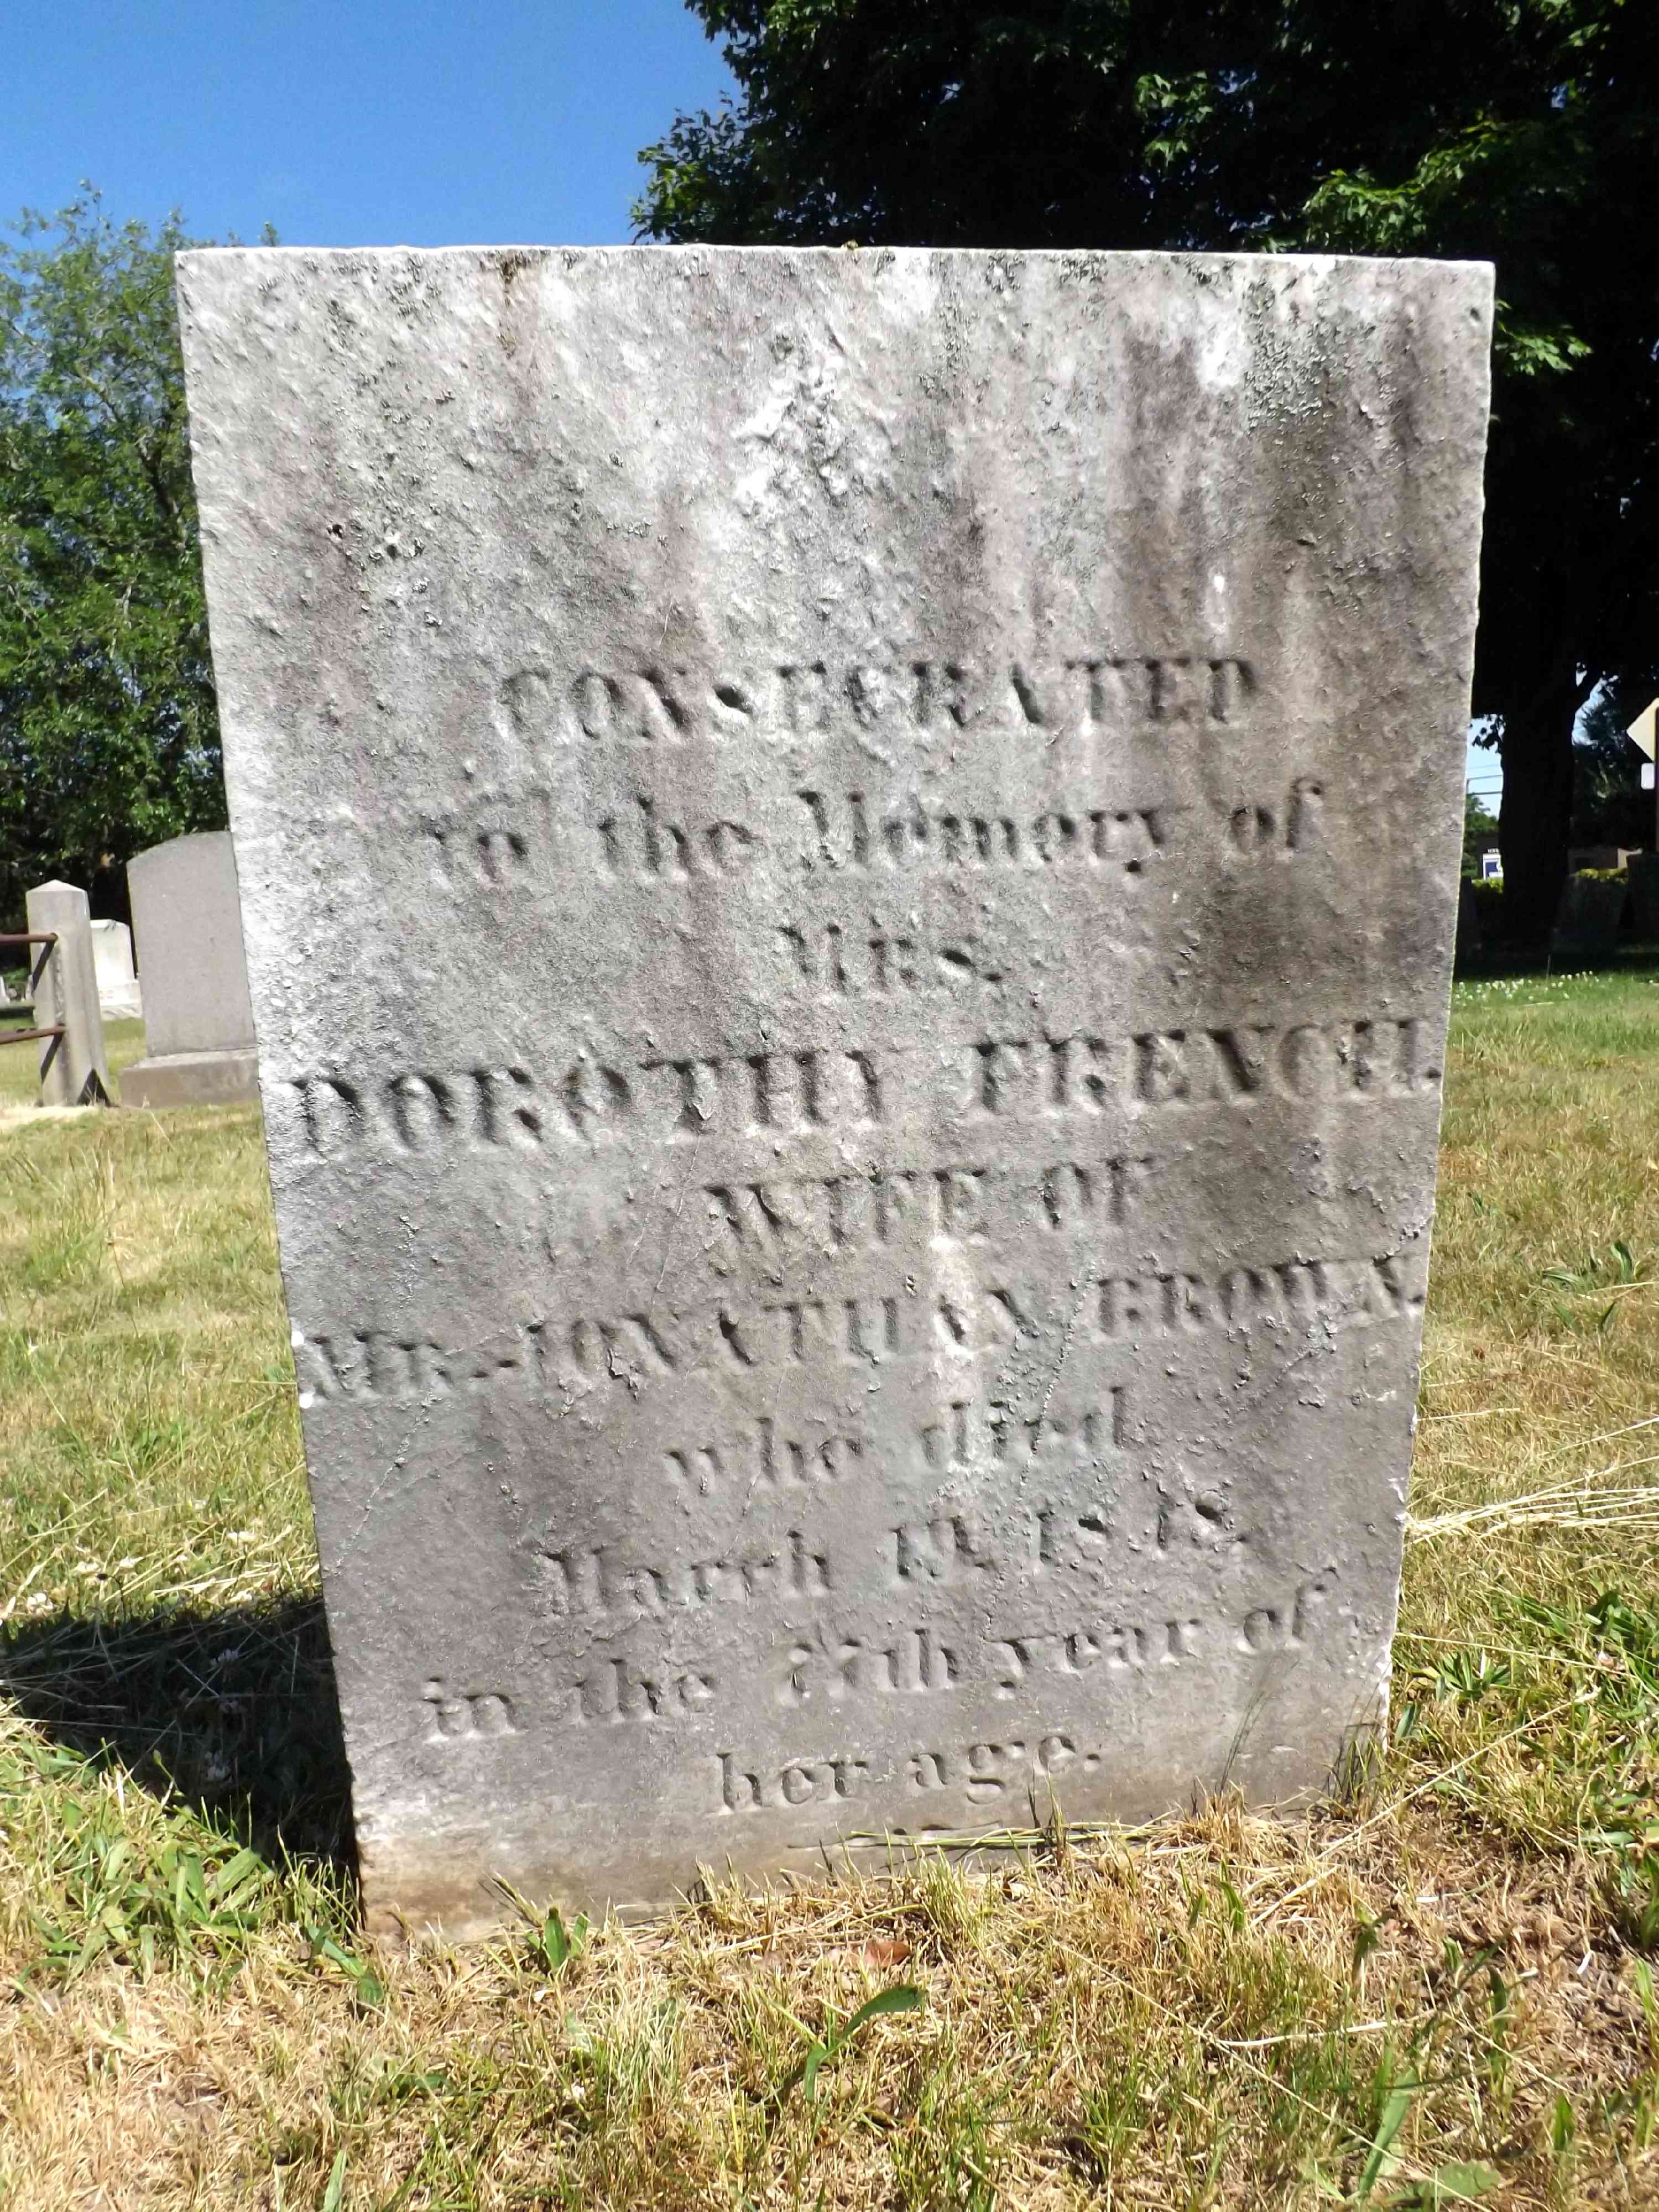 CONSECRATED
To the Memory of
MRS.
DOROTHY FRENCH.
WIFE OF
MR. JONATHAN BROWN.
who died
March 1818,
in the year of
her age.